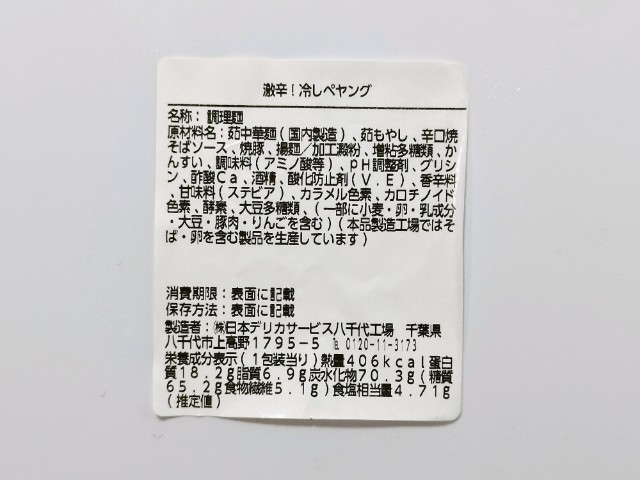 激辛！冷しペヤング
名称：調理麺
原材料名：茹中華麺（国内製造）、茹もやし、辛口焼
そばソース、焼豚、揚麺／加工澱粉、増粘多糖類、か
んすい、調味料（アミノ酸等）、pH調整剤、グリシ
ン、酢酸Ca、酒精、酸化防止剤（V.E）、香辛料
、甘味料（ステビア）、カラメル色素、カロチノイド
色素、酵素、大豆多糖類、（一部に小麦・卵・乳成分
・大豆・豚肉・りんごを含む）（本品製造工場ではそ
ば・卵を含む製品を生産しています）
消費期限：表面に記載
保存方法：表面に記載
製造者：㈱日本デリカサービス八千代工場　千葉県
八千代市上高野1795－5　℡ 0120-11-3173
栄養成分表示（1包装当り）熱量406kcal蛋白
質18.2g脂質6.9g炭水化物70.3g（糖質
65.2g食物繊維5.1g）食塩相当量4.71g
（推定値）